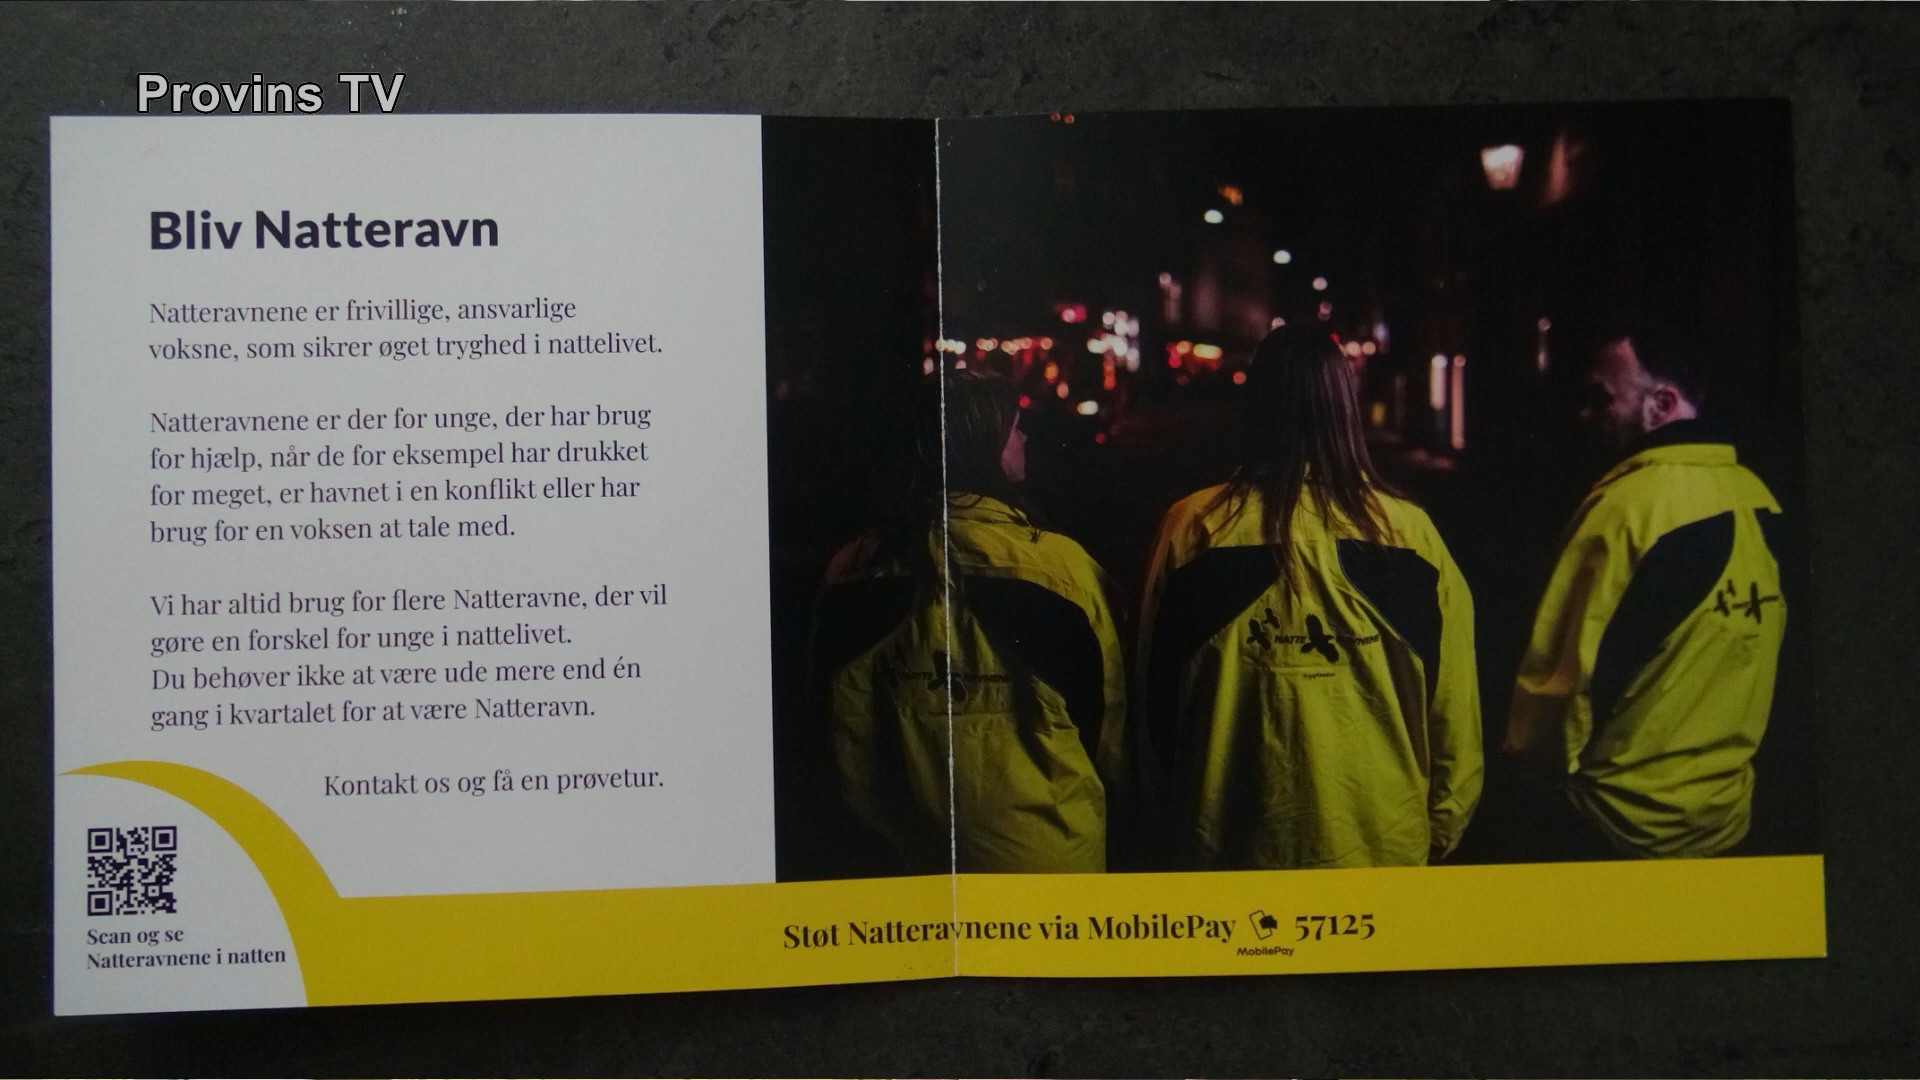 Provins TV
Bliv Natteravn
Natteravnene er frivillige, ansvarlige
voksne, som sikrer øget tryghed i nattelivet.
Natteravnene er der for unge, der har brug
for hjælp, når de for eksempel har drukket
for meget, er havnet i en konflikt eller har
brug for en voksen at tale med.
Vi har altid brug for flere Natteravne, der vil
gøre en forskel for unge i nattelivet.
Du behøver ikke at være ude mere end én
gang i kvartalet for at være Natteravn.
Kontakt os og få en prøvetur.
Scan og se
Natteravnene i natten
NATTE RAVNENE
NATTE RAVNENE
Støt Natteravnene via MobilePay 57125
MobilePay